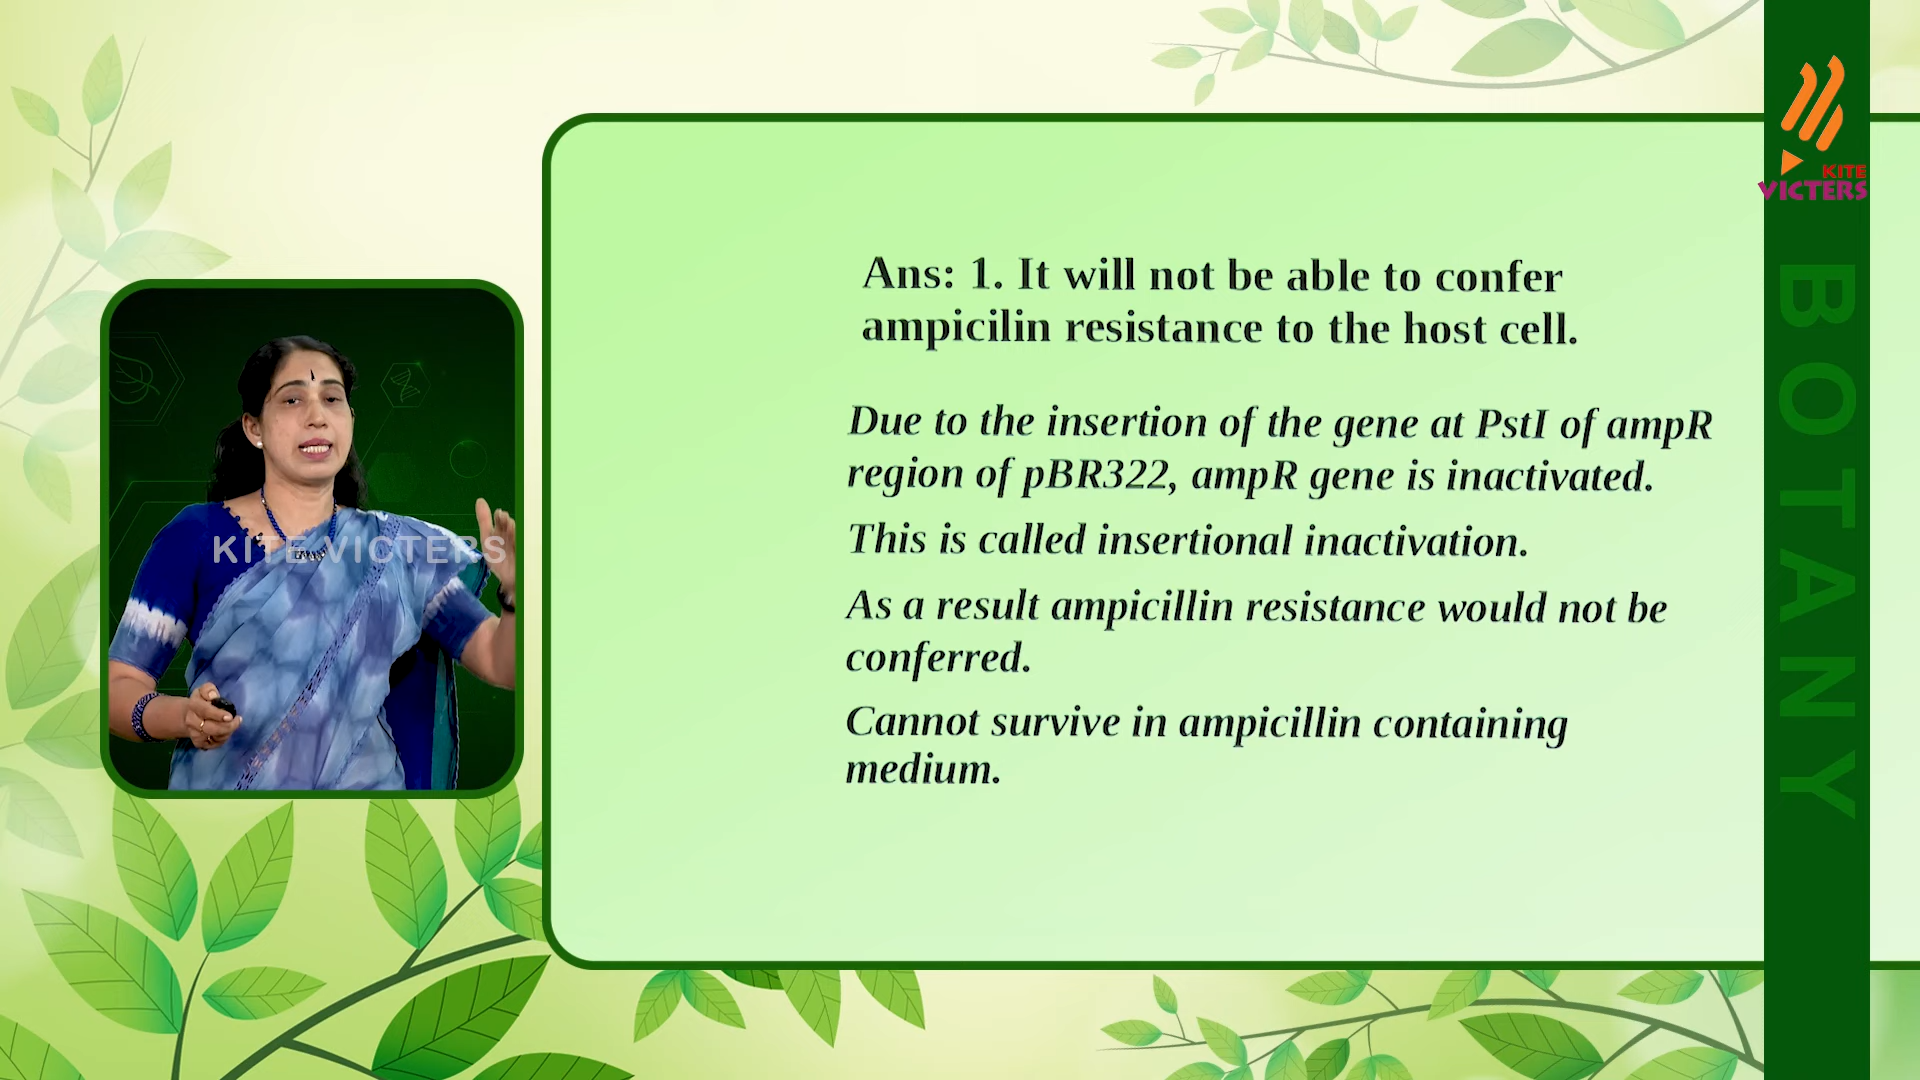 Ans: 1. It will not be able to confer
ampicilin resistance to the host cell.
Due to the insertion of the gene at PstI of ampR
region of pBR322, ampR gene is inactivated.
This is called insertional inactivation.
As a result ampicillin resistance would not be
conferred.
Cannot survive in ampicillin containing
medium.
KITE VICTERS
KITE
VICTERS
BOTANY